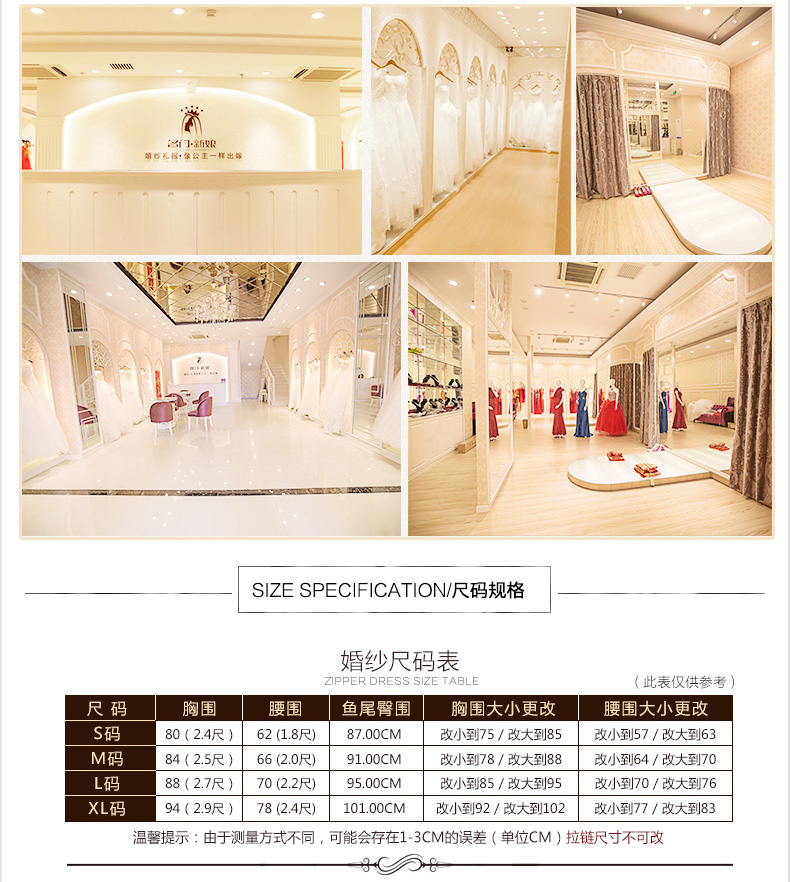 名门·新娘
婚纱礼服·像公主一样出嫁
SIZE SPECIFICATION/尺码规格
婚纱尺码表
ZIPPER DRESS SIZE TABLE
（此表仅供参考）
尺 码 胸围 腰围 鱼尾臀围 胸围大小更改 腰围大小更改
S码 80（2.4尺） 62 (1.8尺) 87.00CM 改小到75 / 改大到85 改小到57 / 改大到63
M码 84（2.5尺） 66 (2.0尺) 91.00CM 改小到78 / 改大到88 改小到64 / 改大到70
L码 88（2.7尺） 70 (2.2尺) 95.00CM 改小到85 / 改大到95 改小到70 / 改大到76
XL码 94（2.9尺） 78 (2.4尺) 101.00CM 改小到92 / 改大到102 改小到77 / 改大到83
温馨提示：由于测量方式不同，可能会存在1-3CM的误差（单位CM）拉链尺寸不可改